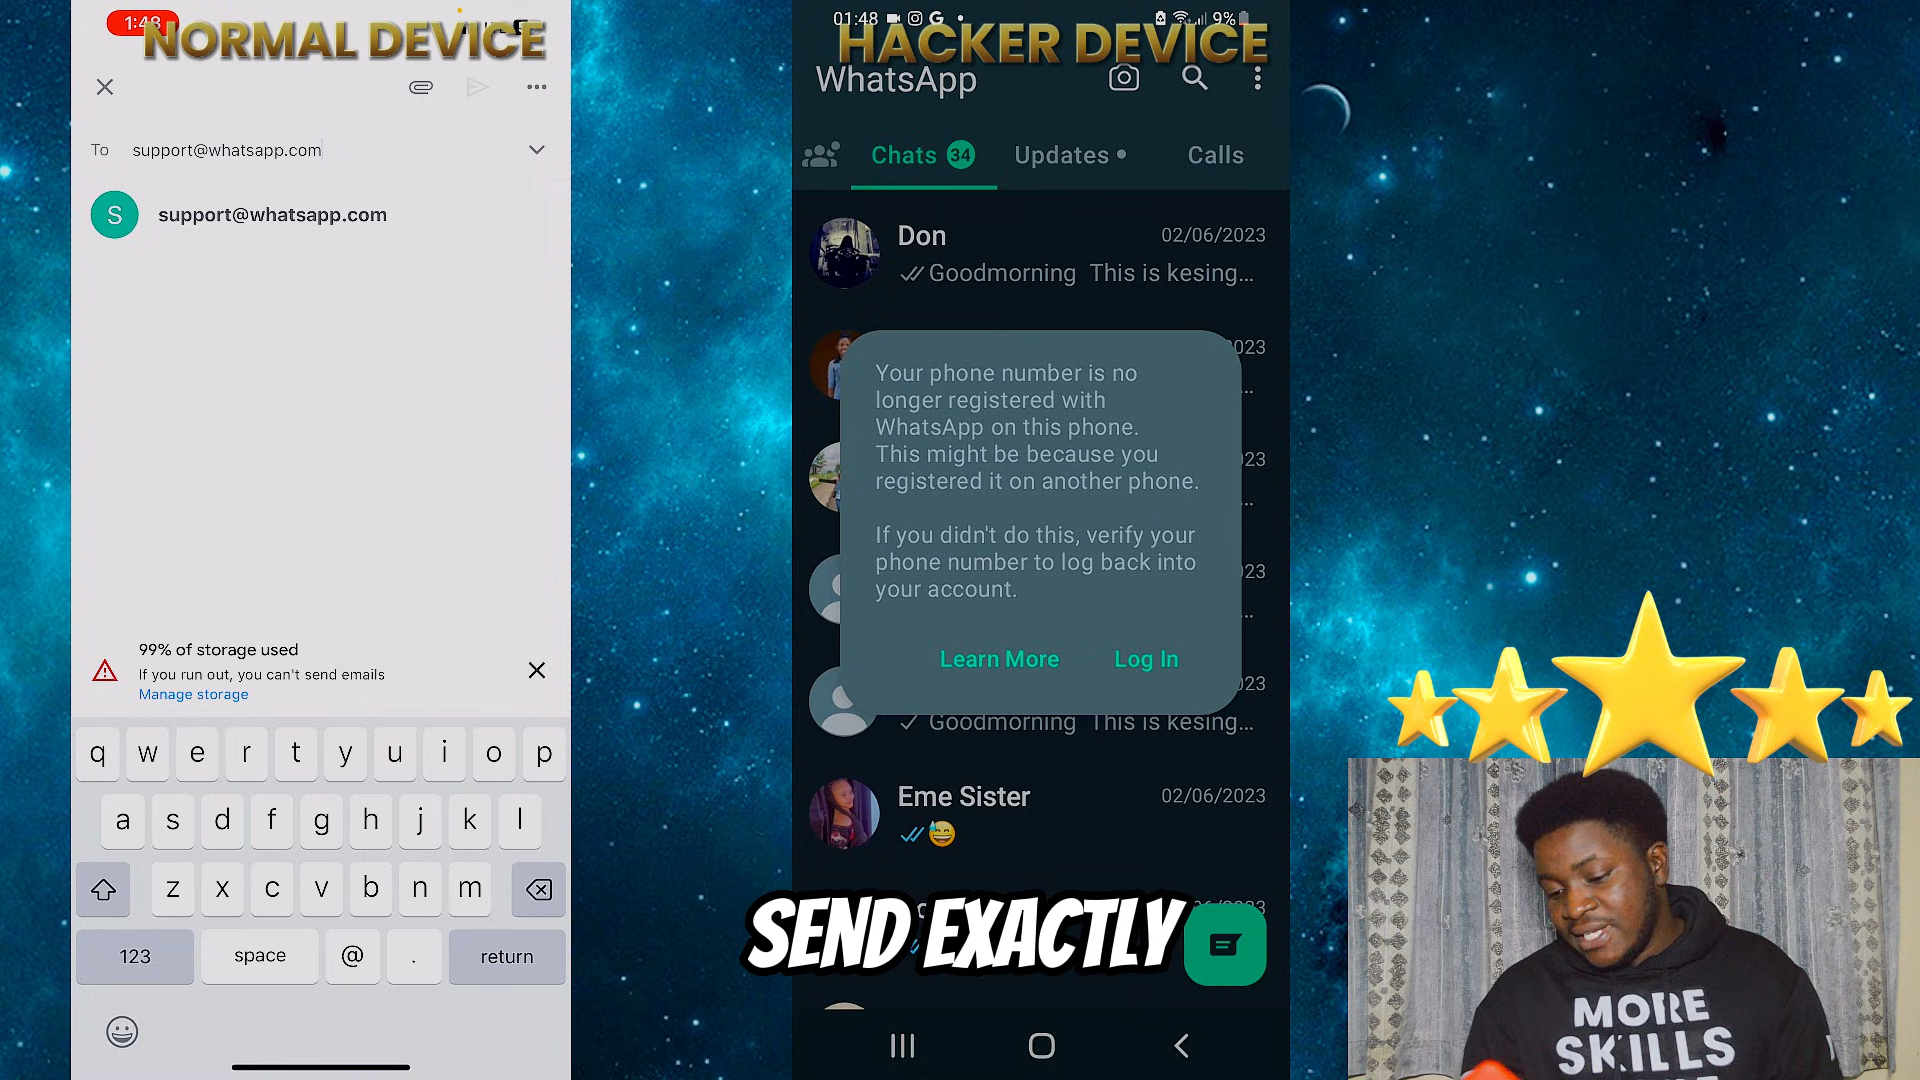 1:48
NORMAL DEVICE
To support@whatsapp.com
S support@whatsapp.com
99% of storage used
If you run out, you can't send emails
Manage storage
q w e r t y u i o p
a s d f g h j k l
z x c v b n m
123 space @ . return
01:48 G 9%
HACKER DEVICE
WhatsApp
Chats 34 Updates Calls
Don 02/06/2023
Goodmorning This is kesing...
023
Your phone number is no
longer registered with
WhatsApp on this phone.
This might be because you
registered it on another phone.
If you didn't do this, verify your
phone number to log back into
your account.
Learn More Log In
23
23
23
Goodmorning This is kesing...
Eme Sister 02/06/2023
SEND EXACTLY
MORE
SKILLS